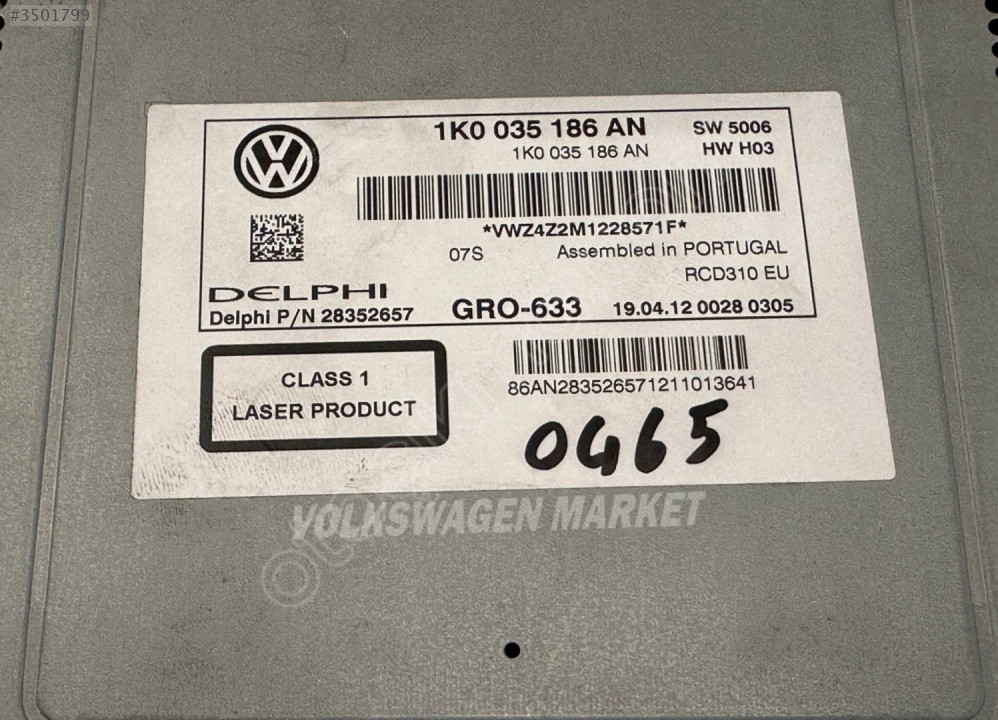 #3501799
1K0 035 186 AN SW 5006
1K0 035 186 AN HW H03
*VWZ4Z2M1228571F*
07S Assembled in PORTUGAL
RCD310 EU
DELPHI
Delphi P/N 28352657 GRO-633 19.04.12 0028 0305
CLASS 1
LASER PRODUCT
86AN283526571211013641
0465
VOLKSWAGEN MARKET